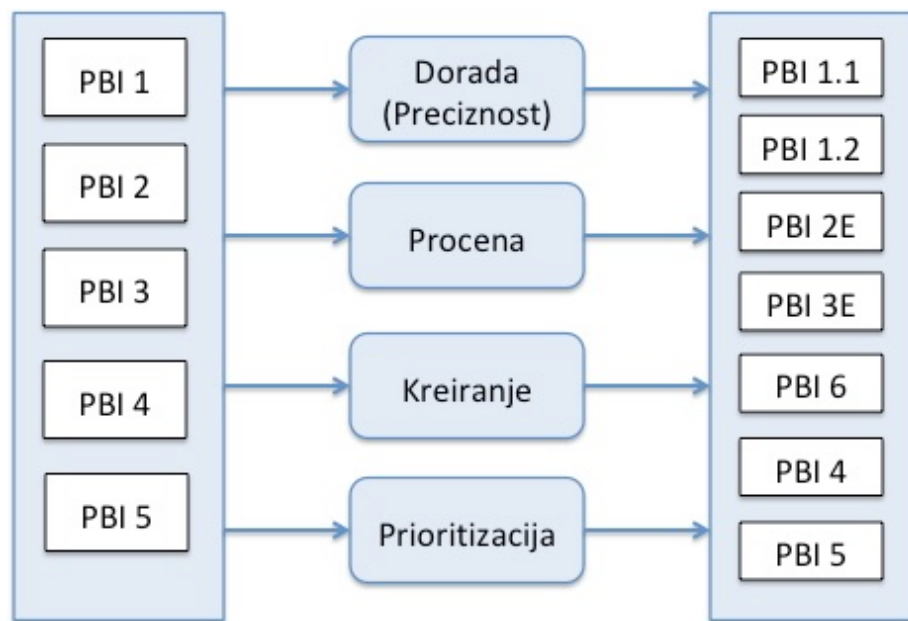 PBI 1
PBI 2
PBI 3
PBI 4
PBI 5
Dorada
(Preciznost)
Procena
Kreiranje
Prioritizacija
PBI 1.1
PBI 1.2
PBI 2E
PBI 3E
PBI 6
PBI 4
PBI 5